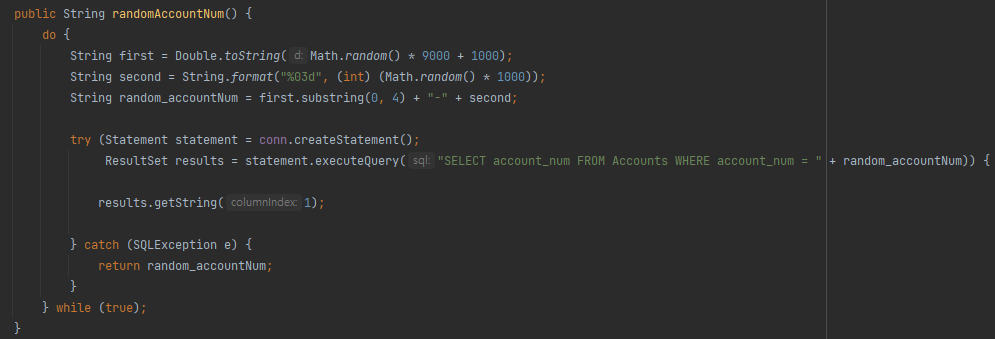 public String randomAccountNum() {
do {
String first = Double.toString( d: Math.random() * 9000 + 1000);
String second = String.format("%03d", (int) (Math.random() * 1000));
String random_accountNum = first.substring(0, 4) + "-" + second;
try (Statement statement = conn.createStatement();
ResultSet results = statement.executeQuery( sql: "SELECT account_num FROM Accounts WHERE account_num = " + random_accountNum)) {
results.getString( columnIndex: 1);
} catch (SQLException e) {
return random_accountNum;
}
} while (true);
}